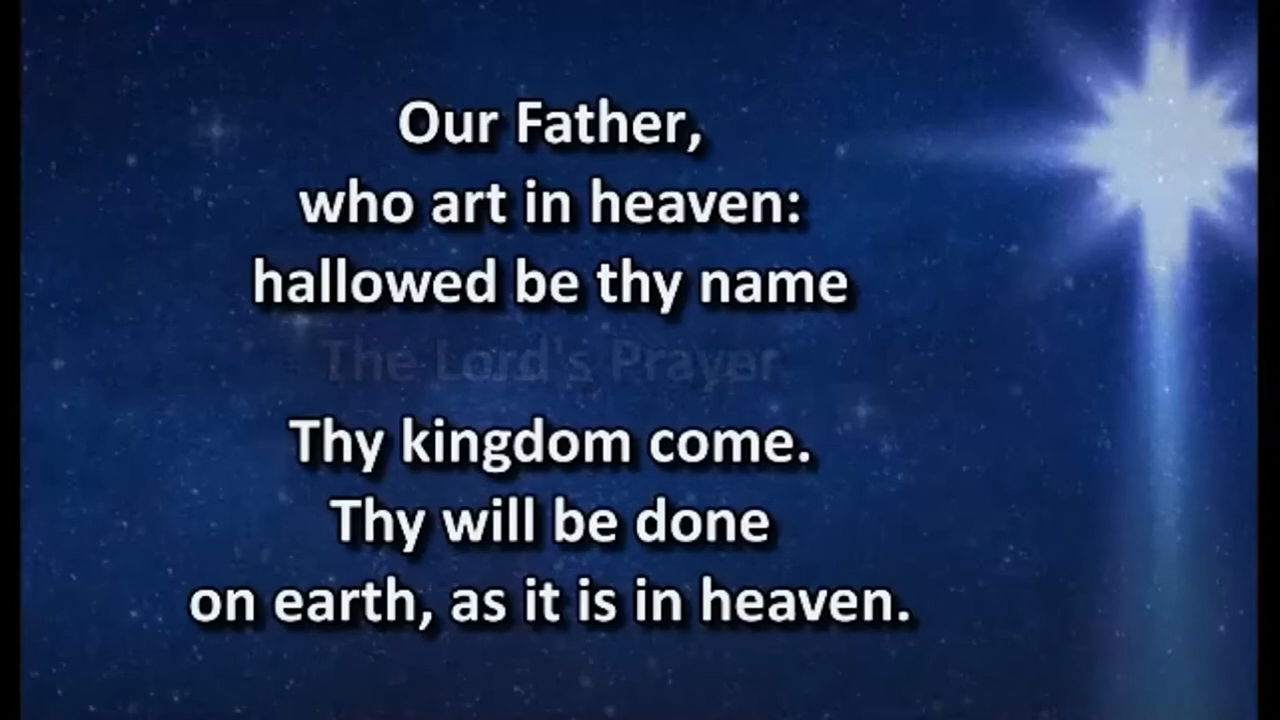 Our Father,
who art in heaven:
hallowed be thy name
The Lord's Prayer
Thy kingdom come.
Thy will be done
on earth, as it is in heaven.